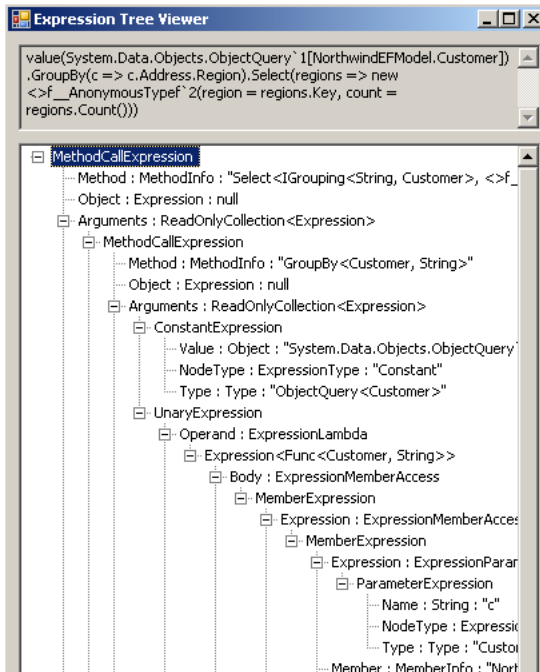 Expression Tree Viewer
value(System.Data.Objects.ObjectQuery`1[NorthwindEFModel.Customer])
.GroupBy(c => c.Address.Region).Select(regions => new
<>f__AnonymousTypef`2(region = regions.Key, count =
regions.Count()))
MethodCallExpression
Method : MethodInfo : "Select<IGrouping<String, Customer>, <>f_
Object : Expression : null
Arguments : ReadOnlyCollection<Expression>
MethodCallExpression
Method : MethodInfo : "GroupBy<Customer, String>"
Object : Expression : null
Arguments : ReadOnlyCollection<Expression>
ConstantExpression
Value : Object : "System.Data.Objects.ObjectQuery`
NodeType : ExpressionType : "Constant"
Type : Type : "ObjectQuery<Customer>"
UnaryExpression
Operand : ExpressionLambda
Expression<Func<Customer, String>>
Body : ExpressionMemberAccess
MemberExpression
Expression : ExpressionMemberAcces
MemberExpression
Expression : ExpressionParar
ParameterExpression
Name : String : "c"
NodeType : Expressio
Type : Type : "Custo
Member : MemberInfo : "Nort